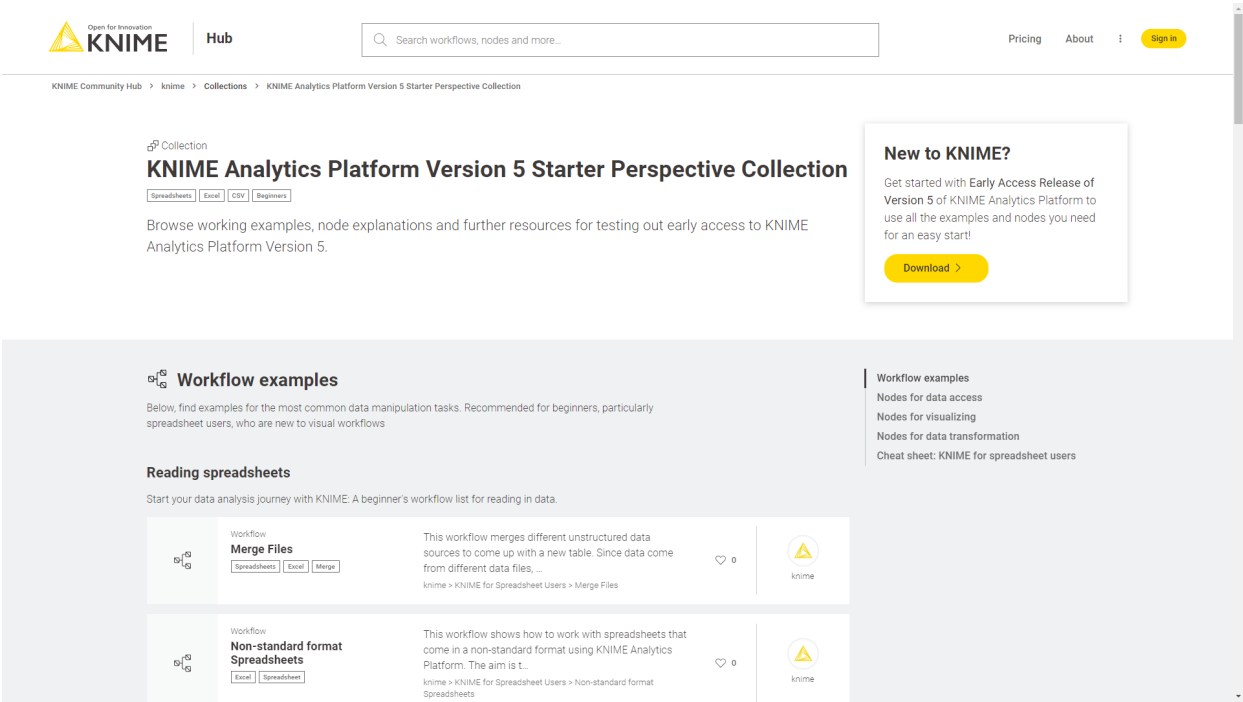 Open for Innovation
KNIME
Hub
Search workflows, nodes and more...
Pricing
About
Sign in
KNIME Community Hub > knime > Collections > KNIME Analytics Platform Version 5 Starter Perspective Collection
Collection
KNIME Analytics Platform Version 5 Starter Perspective Collection
Spreadsheets Excel CSV Beginners
Browse working examples, node explanations and further resources for testing out early access to KNIME
Analytics Platform Version 5.
New to KNIME?
Get started with Early Access Release of
Version 5 of KNIME Analytics Platform to
use all the examples and nodes you need
for an easy start!
Download >
Workflow examples
Below, find examples for the most common data manipulation tasks. Recommended for beginners, particularly
spreadsheet users, who are new to visual workflows
Workflow examples
Nodes for data access
Nodes for visualizing
Nodes for data transformation
Cheat sheet: KNIME for spreadsheet users
Reading spreadsheets
Start your data analysis journey with KNIME: A beginner's workflow list for reading in data.
Workflow
Merge Files
Spreadsheets Excel Merge
This workflow merges different unstructured data
sources to come up with a new table. Since data come
from different data files, ...
knime > KNIME for Spreadsheet Users > Merge Files
0
knime
Workflow
Non-standard format
Spreadsheets
Excel Spreadsheet
This workflow shows how to work with spreadsheets that
come in a non-standard format using KNIME Analytics
Platform. The aim is t...
knime > KNIME for Spreadsheet Users > Non-standard format
Spreadsheets
0
knime